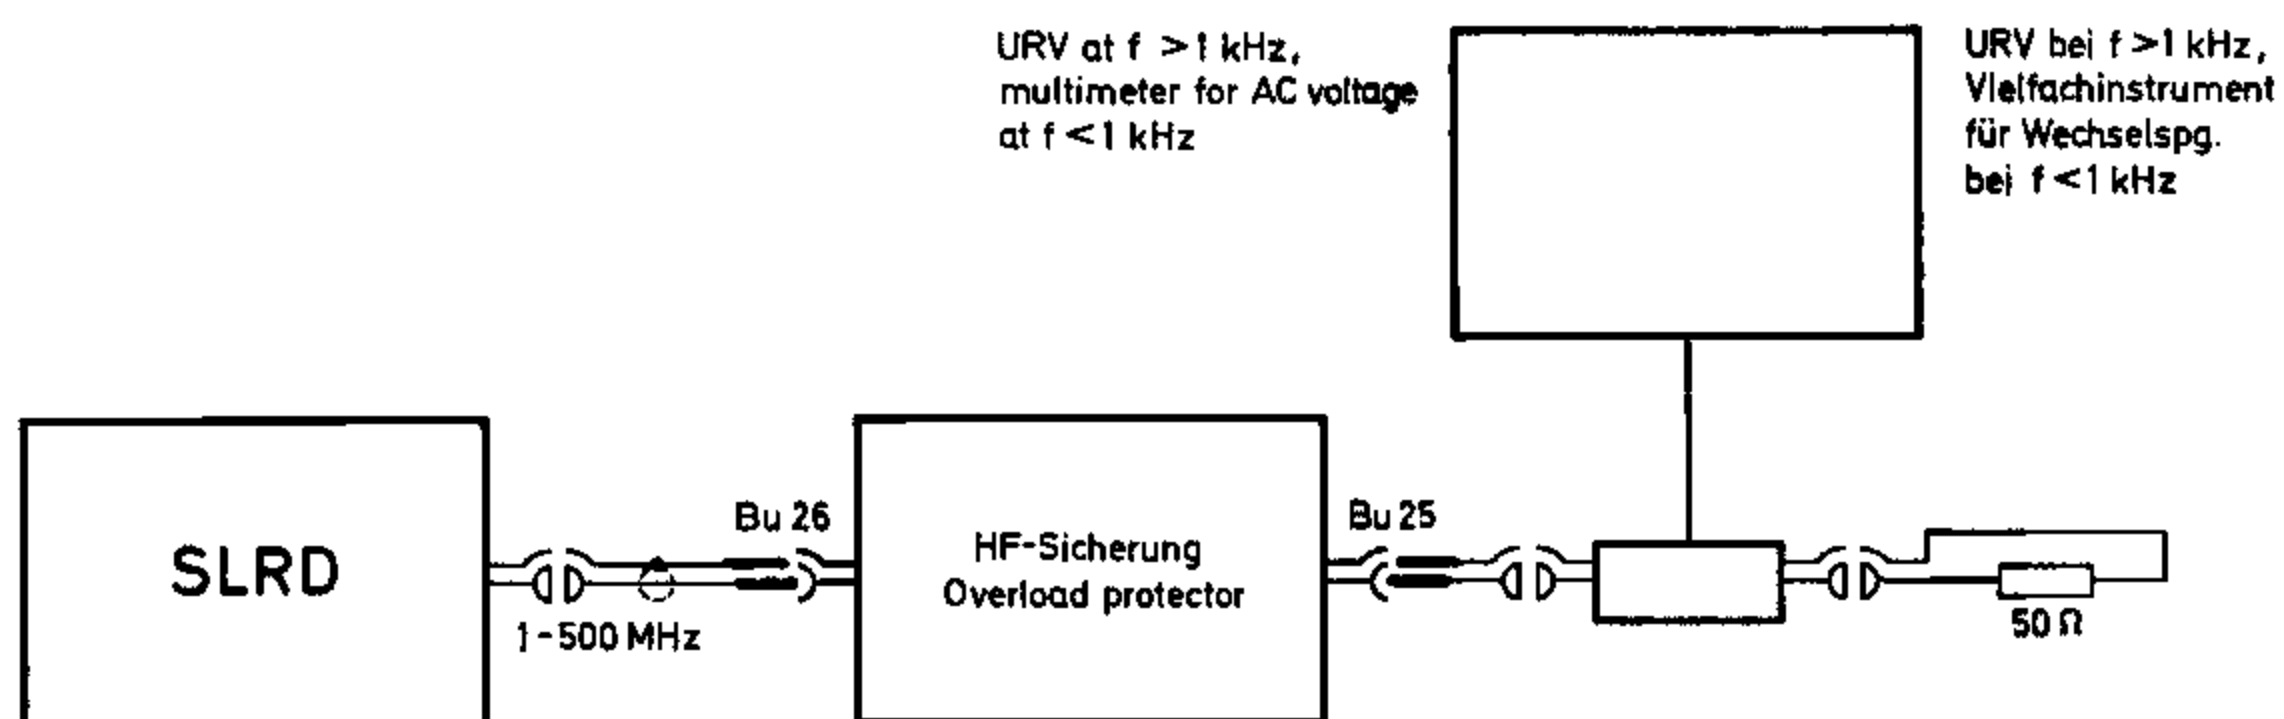 URV at f > 1 kHz,
multimeter for AC voltage
at f < 1 kHz
URV bei f > 1 kHz,
Vielfachinstrument
für Wechselspg.
bei f < 1 kHz
SLRD
1-500 MHz
Bu 26
HF-Sicherung
Overload protector
Bu 25
50 Ω